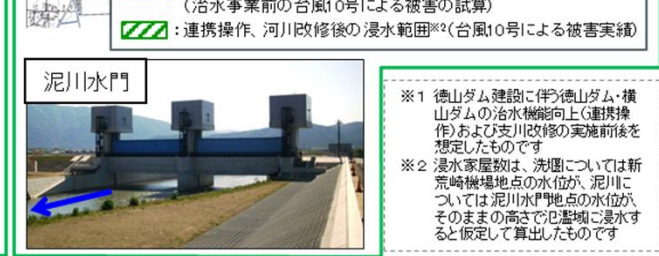 (治水事業前の台風10号による被害の試算)
：連携操作、河川改修後の浸水範囲※2(台風10号による被害実績)
泥川水門
※1 徳山ダム建設に伴う徳山ダム・横
山ダムの治水機能向上(連携操
作)および支川改修の実施前後を
想定したものです
※2 浸水家屋数は、洗堰については新
荒崎機場地点の水位が、泥川に
ついては泥川水門地点の水位が、
そのままの高さで氾濫域に浸水す
ると仮定して算出したものです